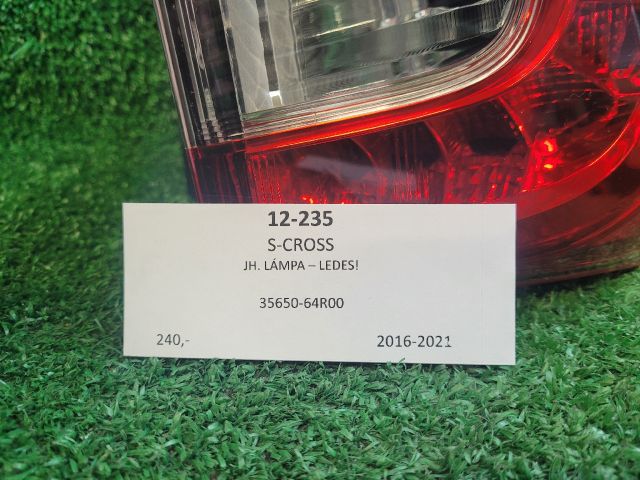 12-235
S-CROSS
JH. LÁMPA – LEDES!
35650-64R00
240,- 2016-2021